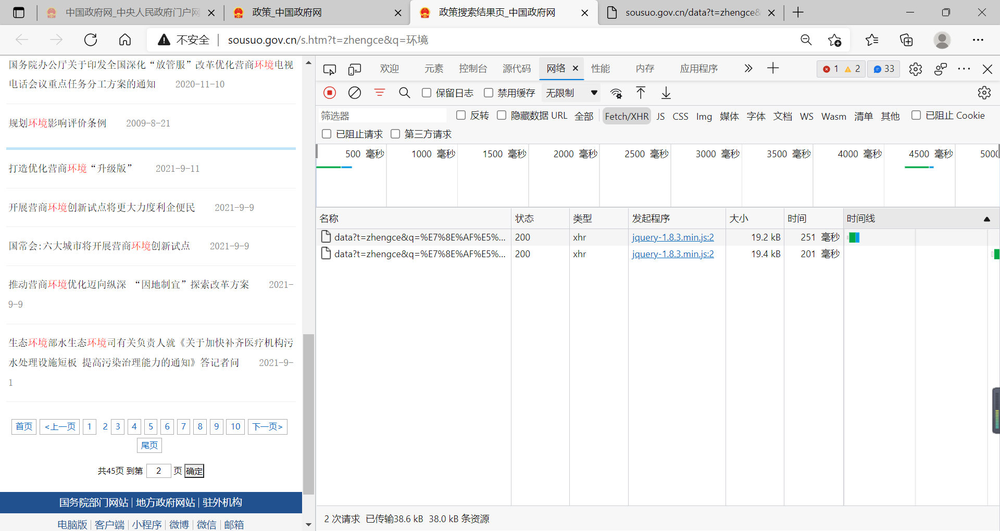 中国政府网_中央人民政府门户网
政策_中国政府网
政策搜索结果页_中国政府网
sousuo.gov.cn/data?t=zhengce&
不安全
sousuo.gov.cn/s.htm?t=zhengce&q=环境
国务院办公厅关于印发全国深化“放管服”改革优化营商环境电视
电话会议重点任务分工方案的通知 2020-11-10
规划环境影响评价条例 2009-8-21
打造优化营商环境“升级版” 2021-9-11
开展营商环境创新试点将更大力度利企便民 2021-9-9
国常会:六大城市将开展营商环境创新试点 2021-9-9
推动营商环境优化迈向纵深 “因地制宜”探索改革方案 2021-
9-9
生态环境部水生态环境司有关负责人就《关于加快补齐医疗机构污
水处理设施短板 提高污染治理能力的通知》答记者问 2021-9-
1
首页 <上一页 1 2 3 4 5 6 7 8 9 10 下一页>
尾页
共45页 到第 2 页 确定
国务院部门网站 | 地方政府网站 | 驻外机构
电脑版 | 客户端 | 小程序 | 微博 | 微信 | 邮箱
欢迎 元素 控制台 源代码 网络 性能 内存 应用程序 1 2 33
保留日志 禁用缓存 无限制
筛选器 反转 隐藏数据 URL 全部 Fetch/XHR JS CSS Img 媒体 字体 文档 WS Wasm 清单 其他 已阻止 Cookie
已阻止请求 第三方请求
500 毫秒 1000 毫秒 1500 毫秒 2000 毫秒 2500 毫秒 3000 毫秒 3500 毫秒 4000 毫秒 4500 毫秒 500
名称 状态 类型 发起程序 大小 时间 时间线
data?t=zhengce&q=%E7%8E%AF%E5%... 200 xhr jquery-1.8.3.min.js:2 19.2 kB 251 毫秒
data?t=zhengce&q=%E7%8E%AF%E5%... 200 xhr jquery-1.8.3.min.js:2 19.4 kB 201 毫秒
2 次请求 已传输38.6 kB 38.0 kB 条资源